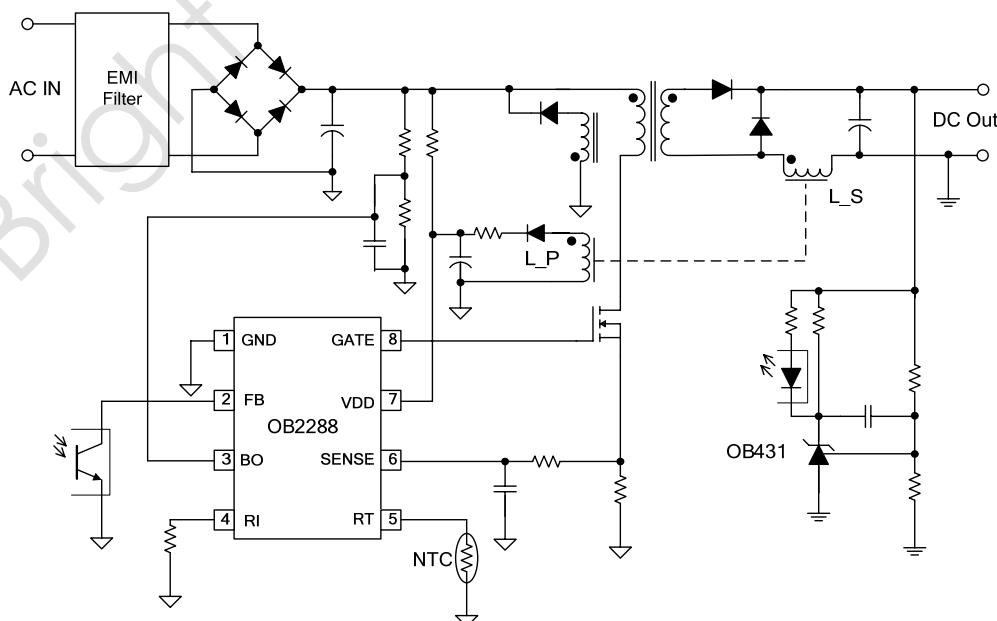 Bright
AC IN
EMI
Filter
DC Out
L_S
L_P
1 GND GATE 8
2 FB VDD 7
OB2288
3 BO SENSE 6
4 RI RT 5
NTC
OB431